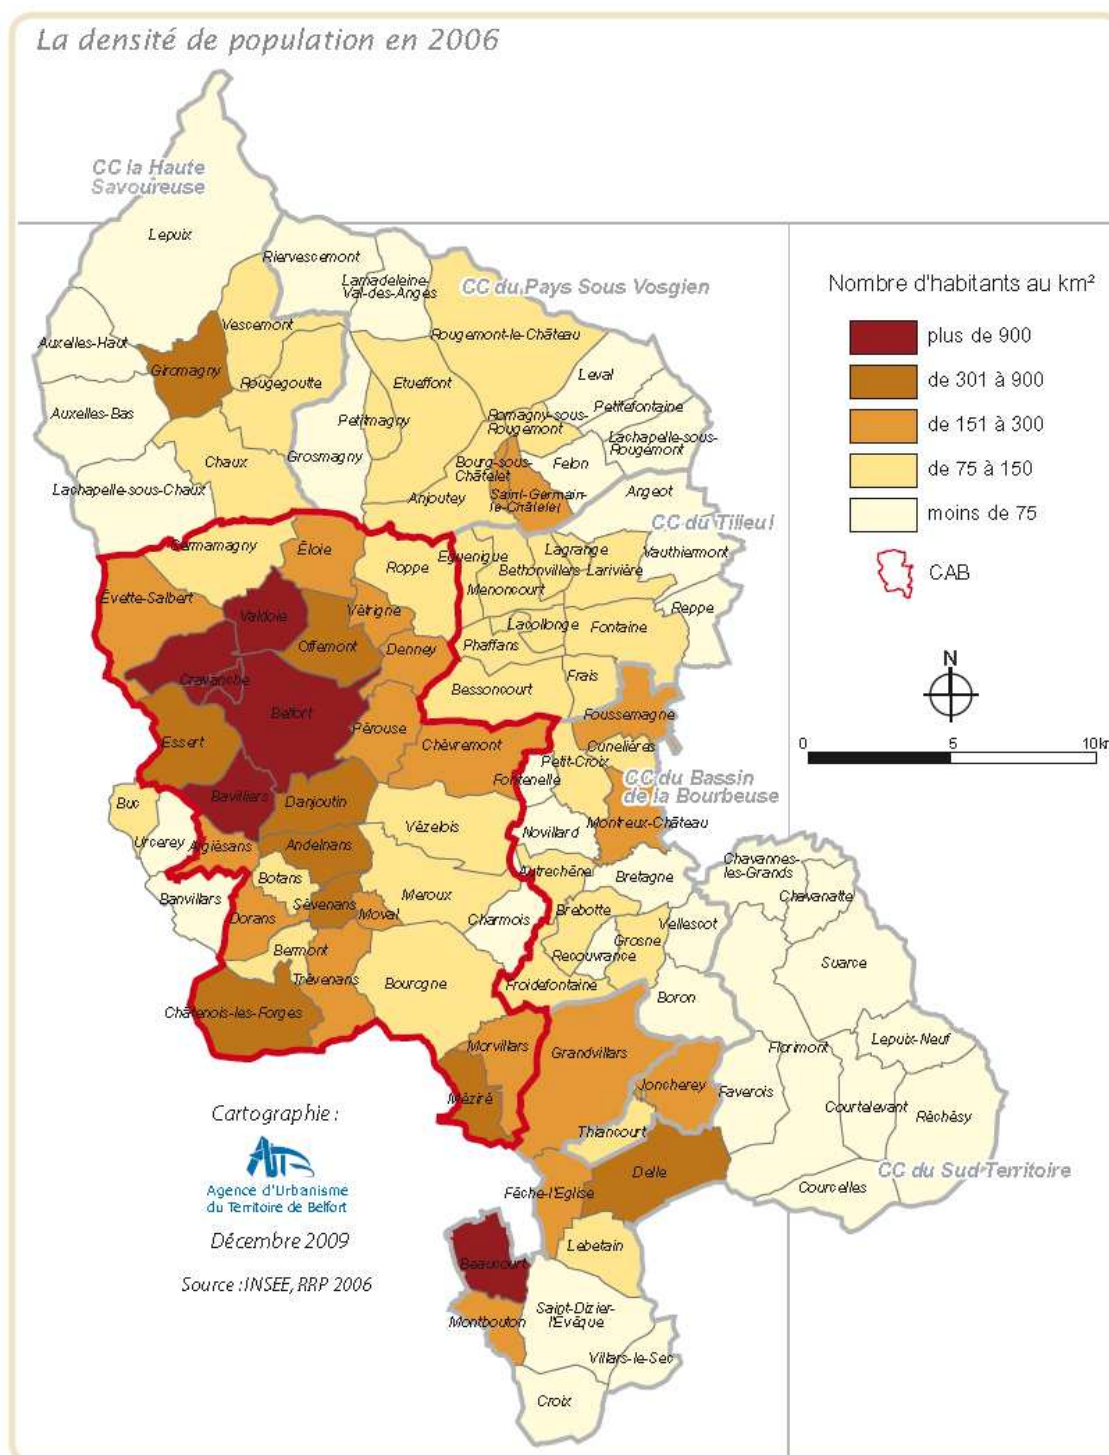 La densité de population en 2006
CC la Haute
Savoureuse
Lepuix
Riervescemont
Lamadeleine-
Val-des-Anges
CC du Pays Sous Vosgien
Rougemont-le-Château
Vescemont
Auxelles-Haut
Giromagny
Rougegoutte
Etueffont
Leval
Petitefontaine
Auxelles-Bas
Petitmagny
Romagny-sous-
Rougemont
Lachapelle-sous-
Rougemont
Chaux
Grosmagny
Bourg-sous-
Châtelet
Felon
Lachapelle-sous-Chaux
Anjoutey
Saint-Germain-
le-Châtelet
Argeot
CC du Tilleul
Sermamagny
Éloie
Roppe
Eguenigue
Lagrange
Vauthiermont
Bethonvillers
Larivière
Menoncourt
Évette-Salbert
Valdoie
Vétrigne
Reppe
Offemont
Denney
Lacollonge
Fontaine
Phaffans
Cravanche
Bessoncourt
Frais
Belfort
Pérouse
Foussemagne
Essert
Chèvremont
Cunelières
Petit-Croix
Fontenelle
CC du Bassin
de la Bourbeuse
Bavilliers
Danjoutin
Buc
Vézelois
Novillard
Montreux-Château
Urcerey
Argiésans
Andelnans
Autrechêne
Bretagne
Botans
Banvillars
Sévenans
Meroux
Dorans
Moval
Charmois
Brebotte
Vellescot
Bermont
Grosne
Recouvrance
Trévenans
Bourogne
Froidefontaine
Boron
Châtenois-les-Forges
Chavannes-
les-Grands
Chavanatte
Suarce
Lepuix-Neuf
Florimont
Morvillars
Grandvillars
Joncherey
Faverois
Courtelevant
Réchésy
Méziré
Thiancourt
CC du Sud Territoire
Delle
Courcelles
Fêche-l'Eglise
Lebetain
Beaucourt
Saint-Dizier-
l'Evêque
Montbouton
Villars-le-Sec
Croix
Nombre d'habitants au km²
plus de 900
de 301 à 900
de 151 à 300
de 75 à 150
moins de 75
CAB
N
0 5 10km
Cartographie :
Agence d'Urbanisme
du Territoire de Belfort
Décembre 2009
Source : INSEE, RRP 2006